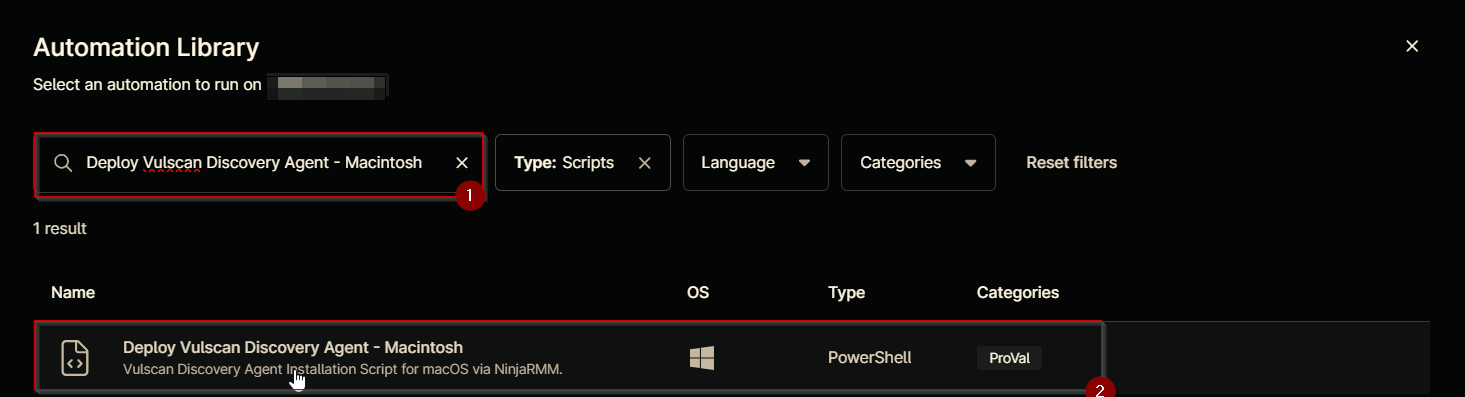 Automation Library
Select an automation to run on
Deploy Vulscan Discovery Agent - Macintosh
Type: Scripts
Language
Categories
Reset filters
1
1 result
Name
OS
Type
Categories
Deploy Vulscan Discovery Agent - Macintosh
Vulscan Discovery Agent Installation Script for macOS via NinjaRMM.
PowerShell
ProVal
2